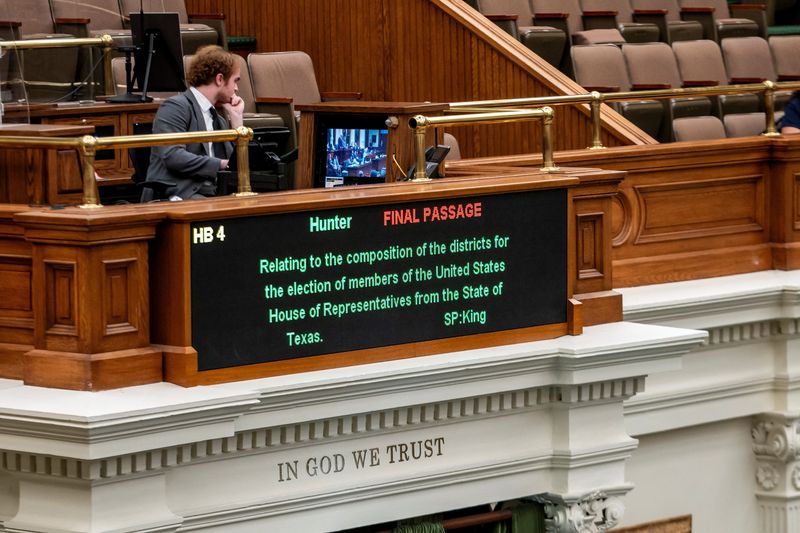 HB 4 Hunter FINAL PASSAGE
Relating to the composition of the districts for
the election of members of the United States
House of Representatives from the State of
Texas. SP:King
IN GOD WE TRUST